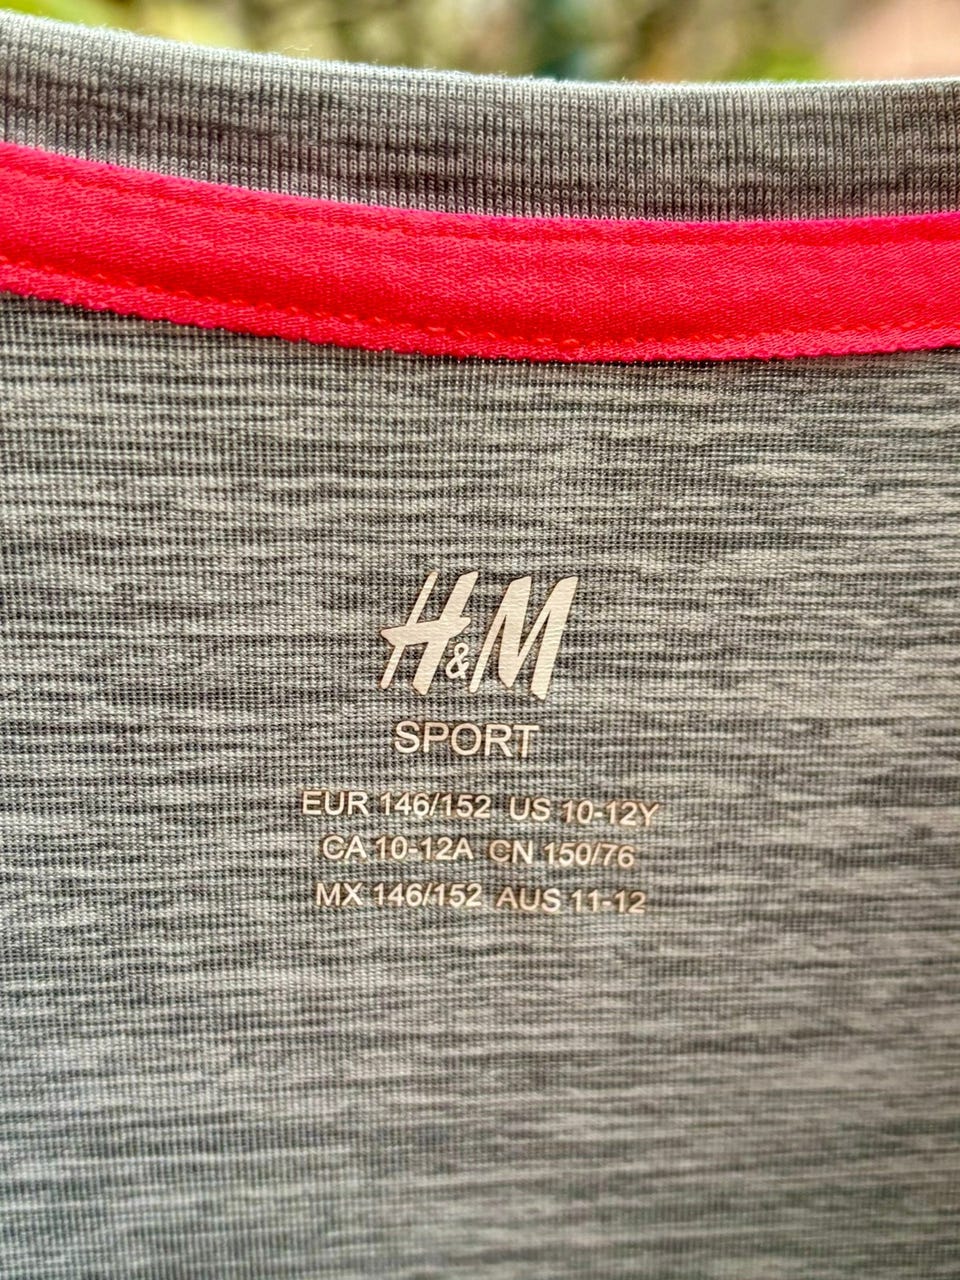 H&M
SPORT
EUR 146/152 US 10-12Y
CA 10-12A CN 150/76
MX 146/152 AUS 11-12